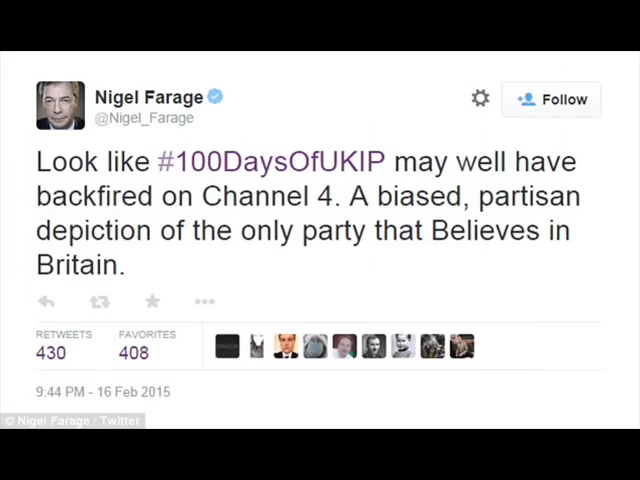 Nigel Farage
@Nigel_Farage
Follow
Look like #100DaysOfUKIP may well have
backfired on Channel 4. A biased, partisan
depiction of the only party that Believes in
Britain.
RETWEETS
430
FAVORITES
408
9:44 PM - 16 Feb 2015
© Nigel Farage / Twitter